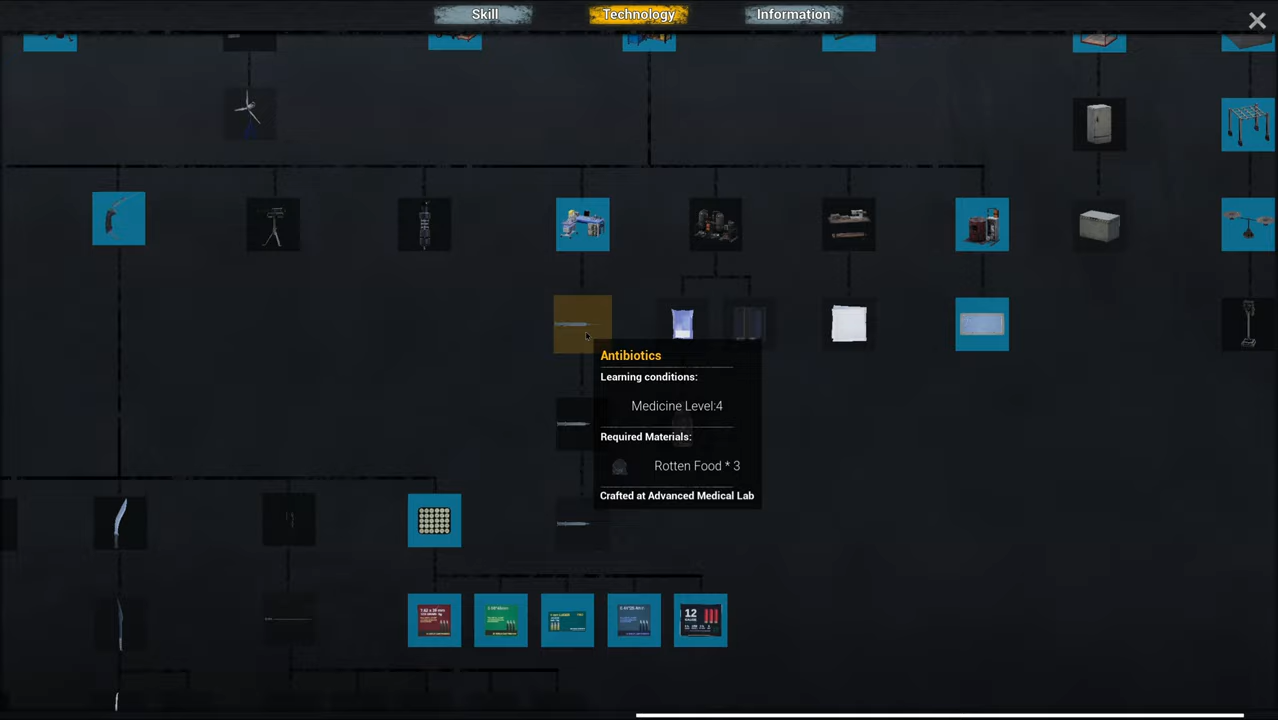 Skill
Technology
Information
Antibiotics
Learning conditions:
Medicine Level:4
Required Materials:
Rotten Food * 3
Crafted at Advanced Medical Lab
12